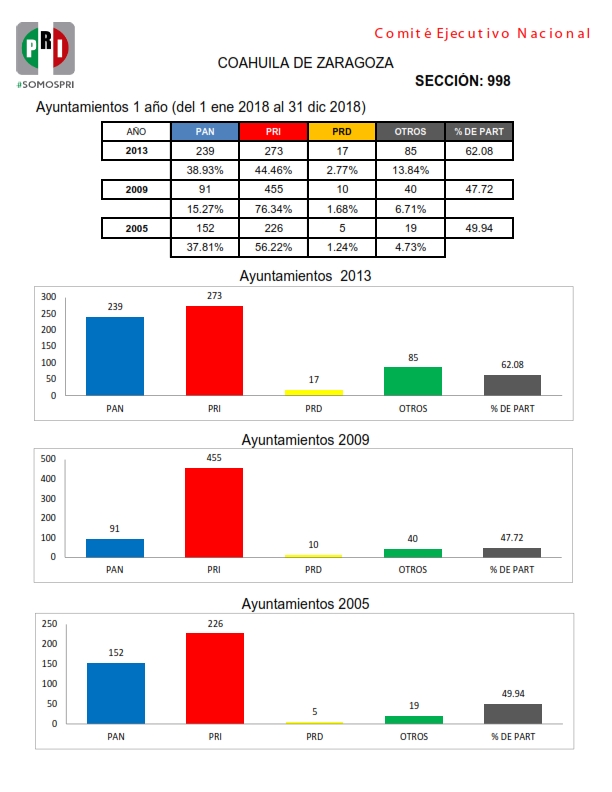 Comité Ejecutivo Nacional
PRI
#SOMOSPRI
COAHUILA DE ZARAGOZA
SECCIÓN: 998
Ayuntamientos 1 año (del 1 ene 2018 al 31 dic 2018)
AÑO PAN PRI PRD OTROS % DE PART
2013 239 273 17 85 62.08
38.93% 44.46% 2.77% 13.84%
2009 91 455 10 40 47.72
15.27% 76.34% 1.68% 6.71%
2005 152 226 5 19 49.94
37.81% 56.22% 1.24% 4.73%
Ayuntamientos 2013
300
250
200
150
100
50
0
239
273
17
85
62.08
PAN PRI PRD OTROS % DE PART
Ayuntamientos 2009
500
400
300
200
100
0
91
455
10
40
47.72
PAN PRI PRD OTROS % DE PART
Ayuntamientos 2005
250
200
150
100
50
0
152
226
5
19
49.94
PAN PRI PRD OTROS % DE PART